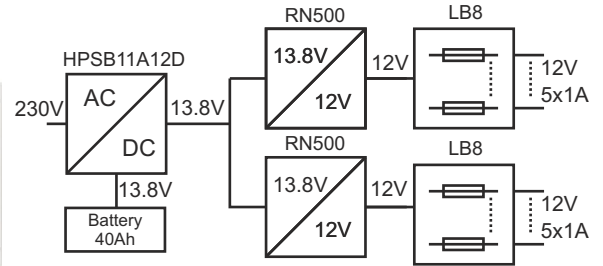 RN500
LB8
HPSB11A12D
13.8V
12V
12V
12V
5x1A
230V
AC
DC
13.8V
13.8V
Battery
40Ah
RN500
LB8
13.8V
12V
12V
12V
5x1A